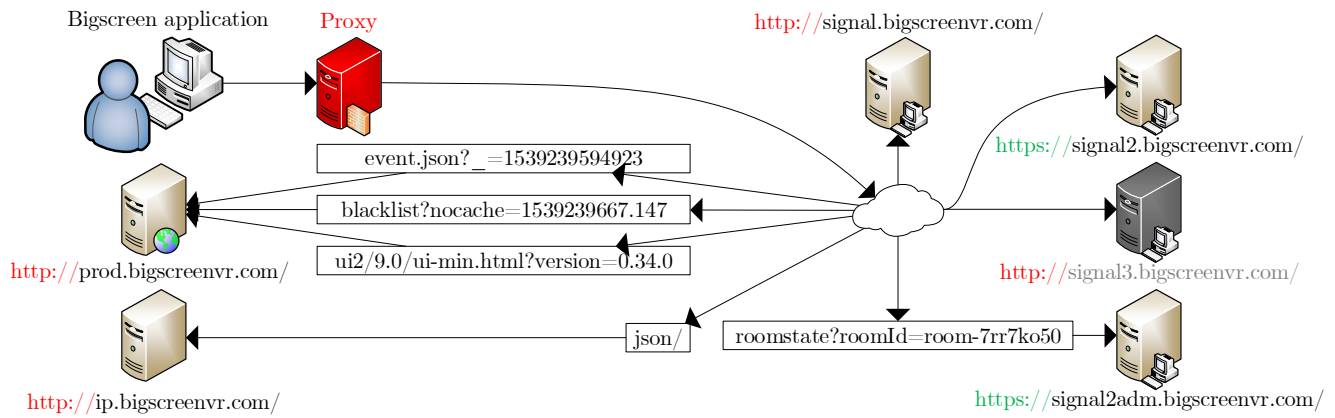 Bigscreen application
Proxy
http://signal.bigscreenvr.com/
https://signal2.bigscreenvr.com/
event.json?_=1539239594923
blacklist?nocache=1539239667.147
ui2/9.0/ui-min.html?version=0.34.0
http://prod.bigscreenvr.com/
http://signal3.bigscreenvr.com/
json/
roomstate?roomId=room-7rr7ko50
http://ip.bigscreenvr.com/
https://signal2adm.bigscreenvr.com/